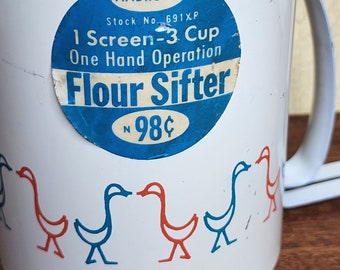 Stock No. 691XP
1 Screen-3 Cup
One Hand Operation
Flour Sifter
N 98¢